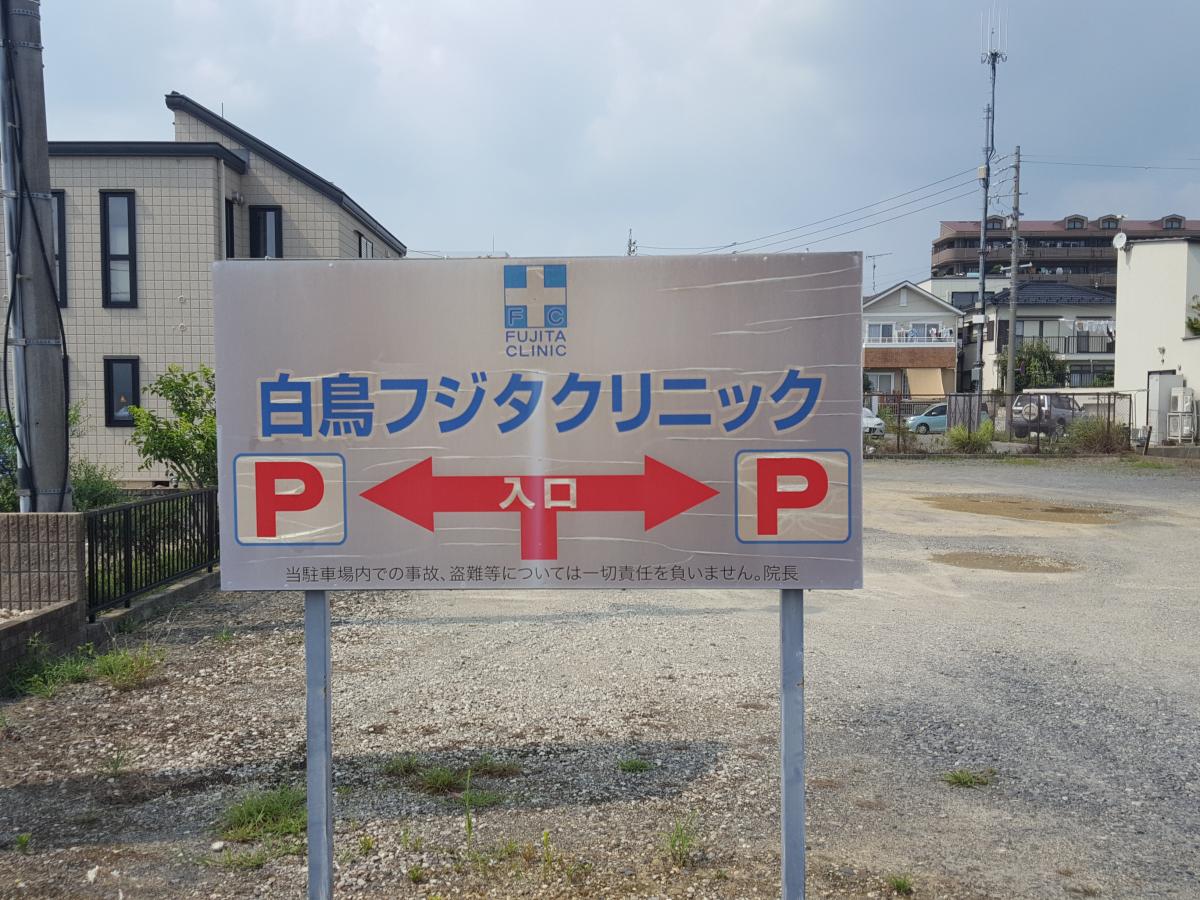 F C
FUJITA
CLINIC
白鳥フジタクリニック
P 入口 P
当駐車場内での事故、盗難等については一切責任を負いません。院長